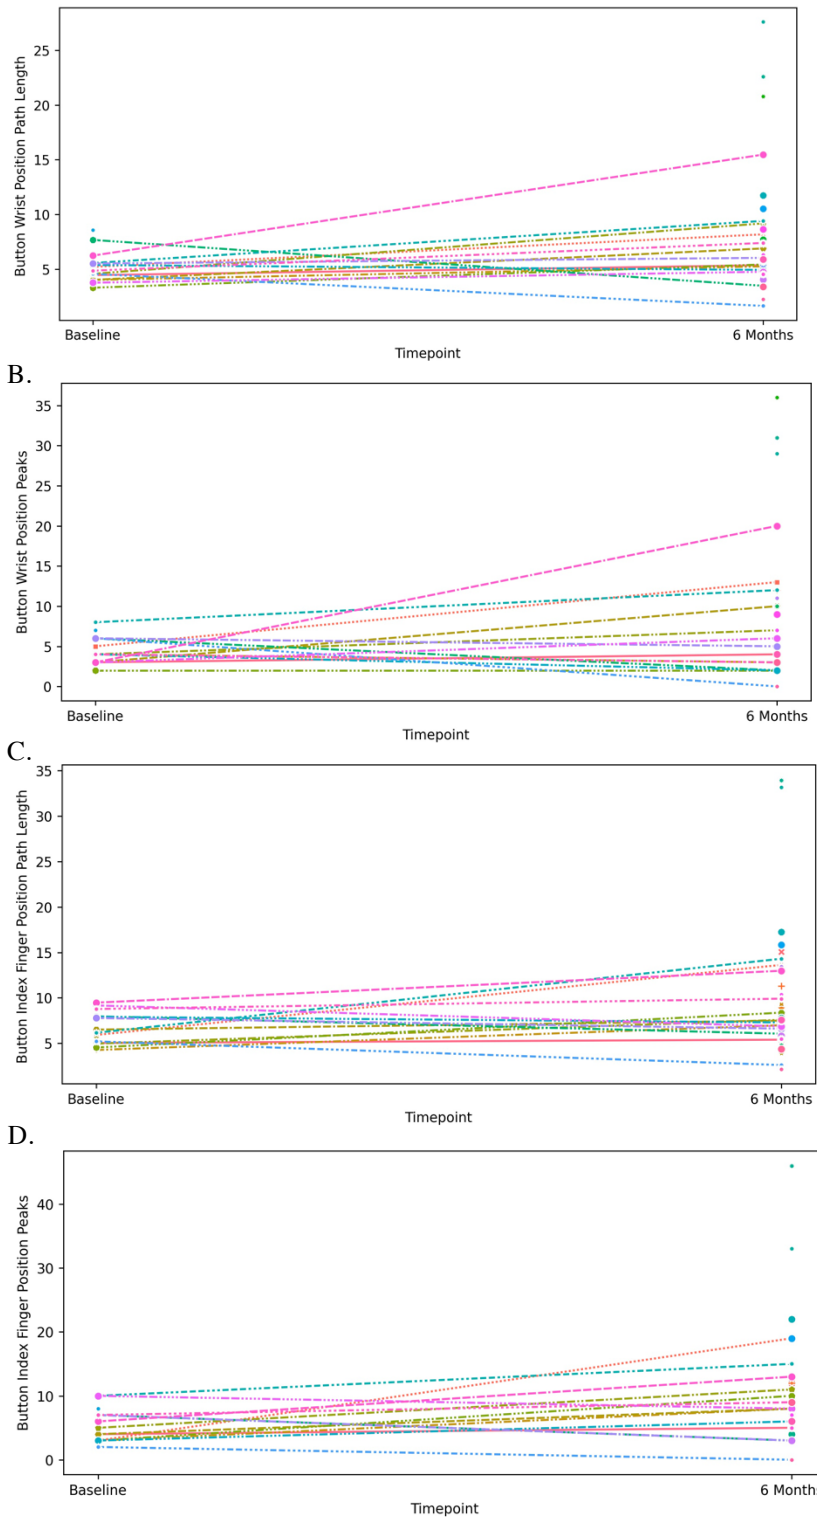 Button Wrist Position Path Length
25
20
15
10
5
Baseline
6 Months
Timepoint
B.
Button Wrist Position Peaks
35
30
25
20
15
10
5
0
Baseline
6 Months
Timepoint
C.
Button Index Finger Position Path Length
35
30
25
20
15
10
5
Baseline
6 Months
Timepoint
D.
Button Index Finger Position Peaks
40
30
20
10
0
Baseline
6 Months
Timepoint